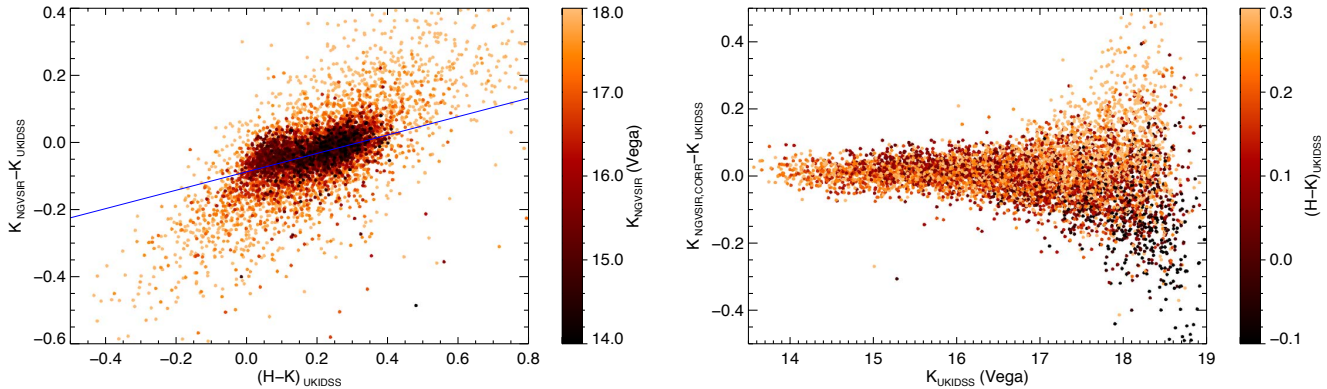 0.4
0.2
0.0
−0.2
−0.4
−0.6
K NGVSIR−K UKIDSS
−0.4 −0.2 0.0 0.2 0.4 0.6 0.8
(H−K) UKIDSS
18.0
17.0
16.0
15.0
14.0
K NGVSIR (Vega)
0.4
0.2
0.0
−0.2
−0.4
K NGVSIR,CORR−K UKIDSS
14 15 16 17 18 19
K UKIDSS (Vega)
0.3
0.2
0.1
0.0
−0.1
(H−K) UKIDSS